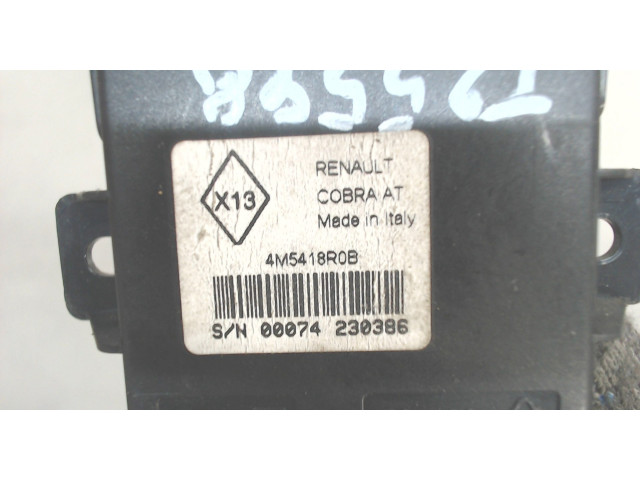 X13
RENAULT
COBRA AT
Made in Italy
4M5418R0B
S/N 00074 230386